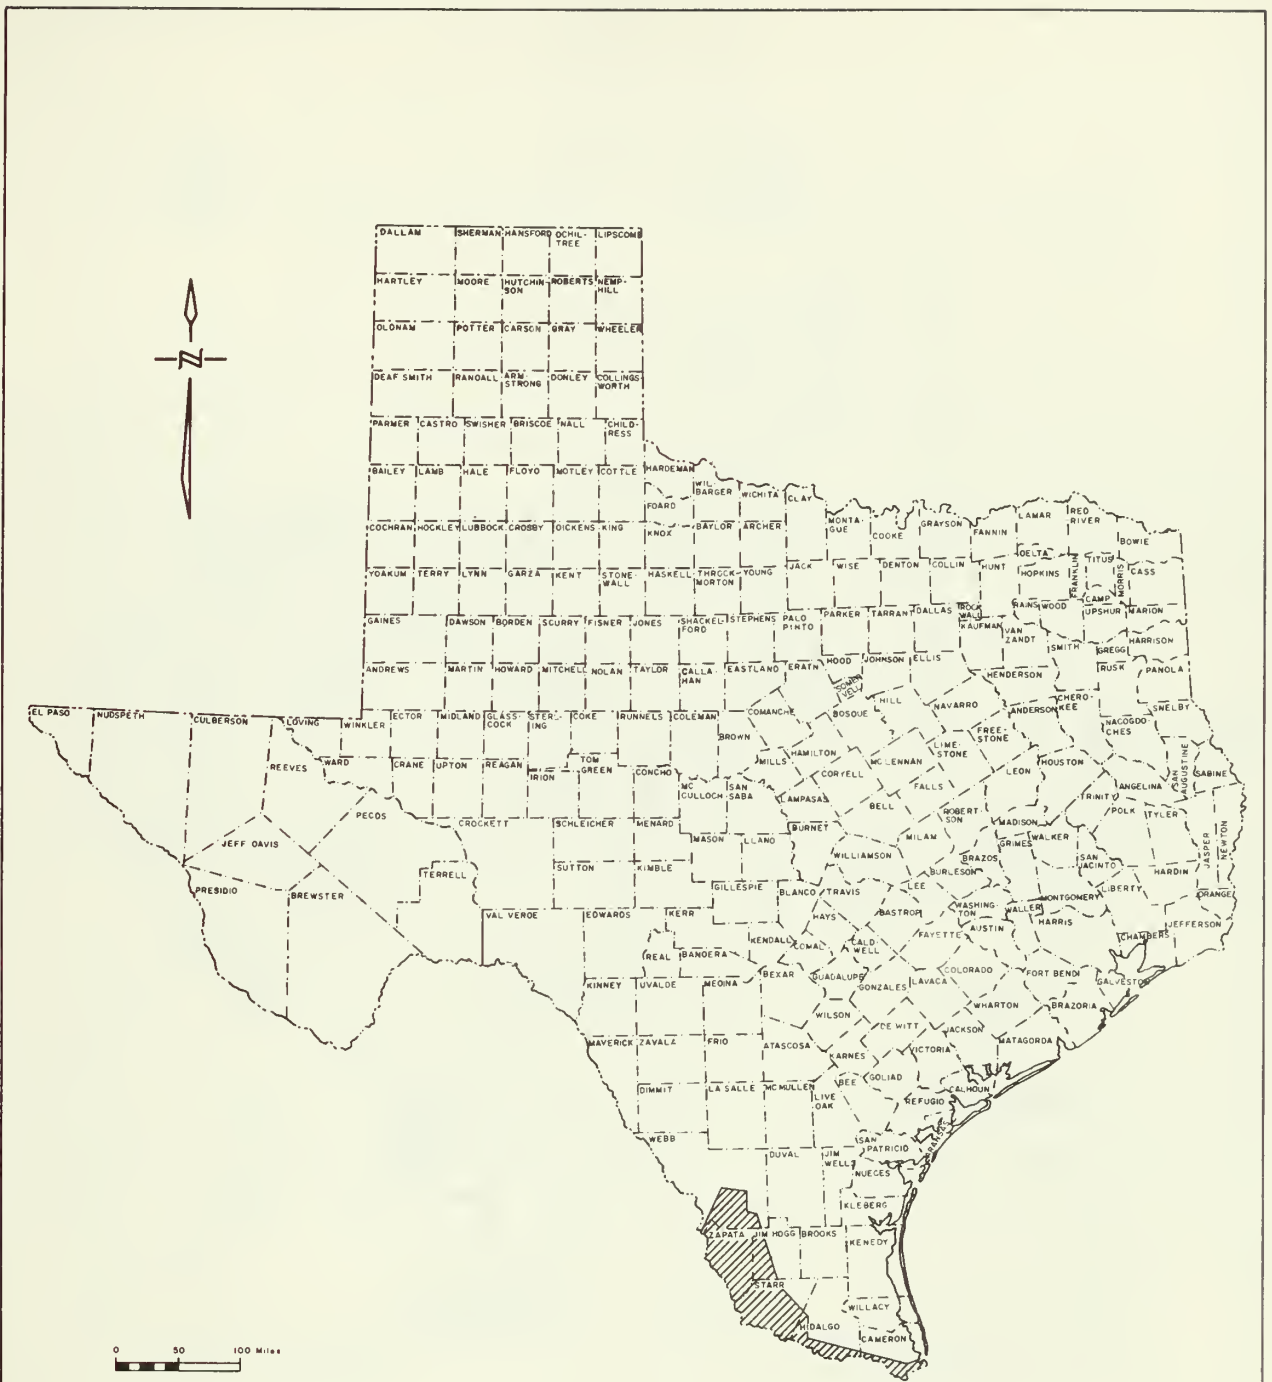 DALLAM SHERMAN HANSFORD OCHIL- LIPSCOMB
TREE
HARTLEY MOORE HUTCHIN- ROBERTS NEMP-
SON HILL
OLDNAM POTTER CARSON GRAY WHEELER
N
DEAF SMITH RANDALL ARM- DONLEY COLLINGS-
STRONG WORTH
PARMER CASTRO SWISHER BRISCOE NALL CHILD-
RESS
BAILEY LAMB HALE FLOYD MOTLEY COTTLE HARDEMAN
WIL-
BARGER WICHITA CLAY
FOARD
COCHRAN HOCKLEY LUBBOCK CROSBY DICKENS KING KNOX BAYLOR ARCHER MONTA-
GUE COOKE GRAYSON FANNIN LAMAR RED
RIVER BOWIE
YOAKUM TERRY LYNN GARZA KENT STONE- HASKELL THROCK- YOUNG JACK WISE DENTON COLLIN HUNT DELTA HOPKINS FRANKLIN TITUS MORRIS CASS
WALL MORTON
CAMP
GAINES DAWSON BORDEN SCURRY FISNER JONES SHACKEL- STEPHENS PALO PARKER TARRANT DALLAS ROCK RAINS WOOD UPSHUR MARION
FORD PINTO WALL
KAUFMAN VAN
ZANDT SMITH GREGG HARRISON
ANDREWS MARTIN HOWARD MITCHELL NOLAN TAYLOR CALLA- EASTLAND ERATN HOOD JOHNSON ELLIS HENDERSON RUSK PANOLA
HAN
SOMER
VELL
EL PASO NUDSPETH CULBERSON LOVING WINKLER ECTOR MIDLAND GLASS- STER- COKE RUNNELS COLEMAN BROWN COMANCHE BOSQUE HILL NAVARRO ANDERSON CHERO- SNELBY
COCK LING KEE
NACOGDO
CHES
REEVES WARD CRANE UPTON REAGAN IRION TOM CONCHO MILLS HAMILTON MC LENNAN LIME- FREE- LEON HOUSTON SAN
GREEN STONE STONE AUGUSTINE SABINE
PECOS CROCKETT SCHLEICHER MENARD MC SAN LAMPASAS CORYELL BELL FALLS ROBERT- TRINITY ANGELINA
CULLOCH SABA SON
POLK TYLER
JEFF DAVIS MASON LLANO BURNET MILAM MADISON WALKER JASPER NEWTON
GRIMES
TERRELL SUTTON KIMBLE WILLIAMSON BRAZOS SAN
JACINTO HARDIN
BURLESON
PRESIDIO BREWSTER GILLESPIE BLANCO TRAVIS LEE MONTGOMERY LIBERTY ORANGE
VAL VERDE EDWARDS KERR HAYS BASTROP WASHING- WALLER HARRIS
TON
FAYETTE AUSTIN CHAMBERS JEFFERSON
REAL BANDERA KENDALL COMAL CALD-
WELL
KINNEY UVALDE MEDINA BEXAR GUADALUPE GONZALES LAVACA COLORADO FORT BEND GALVESTON
WILSON WHARTON BRAZORIA
MAVERICK ZAVALA FRIO ATASCOSA KARNES DE WITT JACKSON MATAGORDA
VICTORIA
DIMMIT LA SALLE MC MULLEN LIVE
OAK BEE GOLIAD CALHOUN
REFUGIO
WEBB DUVAL JIM
WELLS SAN
PATRICIO ARANSAS
NUECES
KLEBERG
ZAPATA JIM HOGG BROOKS KENEDY
STARR
WILLACY
HIDALGO
CAMERON
0 50 100 Miles